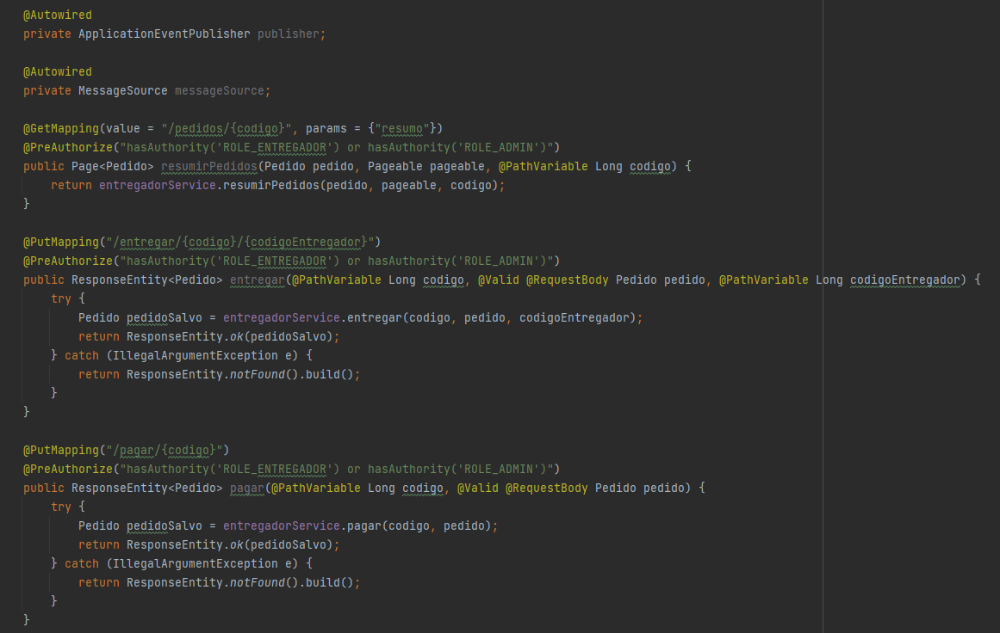 @Autowired
private ApplicationEventPublisher publisher;
@Autowired
private MessageSource messageSource;
@GetMapping(value = "/pedidos/{codigo}", params = {"resumo"})
@PreAuthorize("hasAuthority('ROLE_ENTREGADOR') or hasAuthority('ROLE_ADMIN')")
public Page<Pedido> resumirPedidos(Pedido pedido, Pageable pageable, @PathVariable Long codigo) {
return entregadorService.resumirPedidos(pedido, pageable, codigo);
}
@PutMapping("/entregar/{codigo}/{codigoEntregador}")
@PreAuthorize("hasAuthority('ROLE_ENTREGADOR') or hasAuthority('ROLE_ADMIN')")
public ResponseEntity<Pedido> entregar(@PathVariable Long codigo, @Valid @RequestBody Pedido pedido, @PathVariable Long codigoEntregador) {
try {
Pedido pedidoSalvo = entregadorService.entregar(codigo, pedido, codigoEntregador);
return ResponseEntity.ok(pedidoSalvo);
} catch (IllegalArgumentException e) {
return ResponseEntity.notFound().build();
}
}
@PutMapping("/pagar/{codigo}")
@PreAuthorize("hasAuthority('ROLE_ENTREGADOR') or hasAuthority('ROLE_ADMIN')")
public ResponseEntity<Pedido> pagar(@PathVariable Long codigo, @Valid @RequestBody Pedido pedido) {
try {
Pedido pedidoSalvo = entregadorService.pagar(codigo, pedido);
return ResponseEntity.ok(pedidoSalvo);
} catch (IllegalArgumentException e) {
return ResponseEntity.notFound().build();
}
}